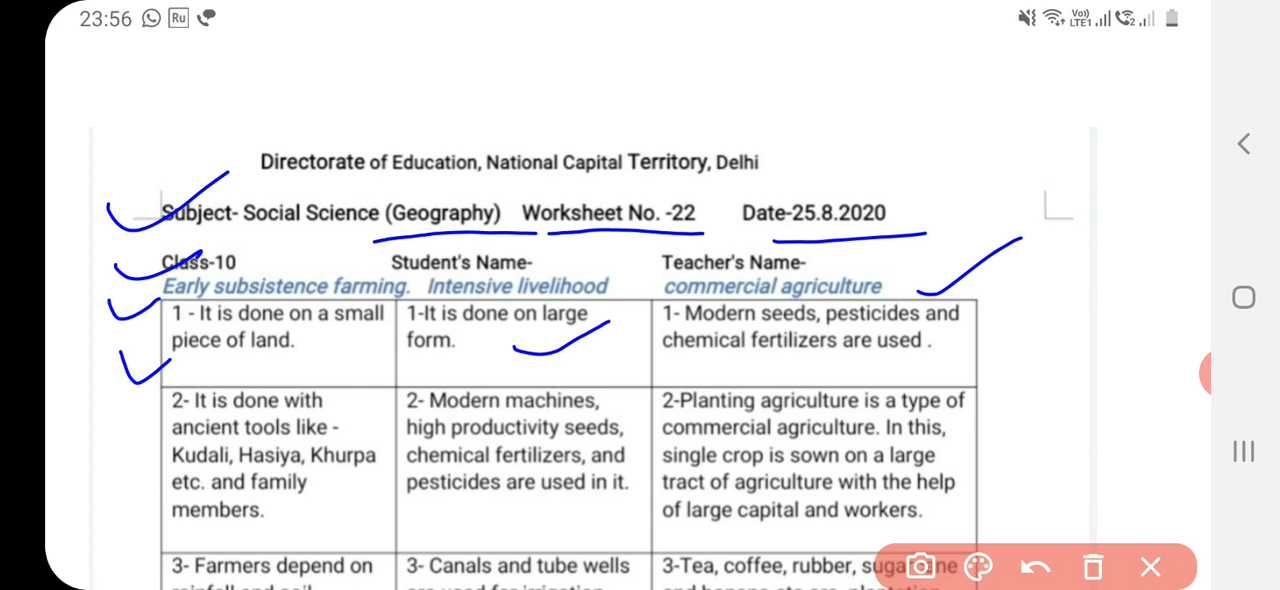 23:56 Ru Vo)) LTE1 2
Directorate of Education, National Capital Territory, Delhi
Subject- Social Science (Geography) Worksheet No. -22 Date-25.8.2020
Class-10 Student's Name- Teacher's Name-
Early subsistence farming. Intensive livelihood commercial agriculture
1 - It is done on a small
piece of land.
1-It is done on large
form.
1- Modern seeds, pesticides and
chemical fertilizers are used .
2- It is done with
ancient tools like -
Kudali, Hasiya, Khurpa
etc. and family
members.
2- Modern machines,
high productivity seeds,
chemical fertilizers, and
pesticides are used in it.
2-Planting agriculture is a type of
commercial agriculture. In this,
single crop is sown on a large
tract of agriculture with the help
of large capital and workers.
3- Farmers depend on
3- Canals and tube wells
3-Tea, coffee, rubber,